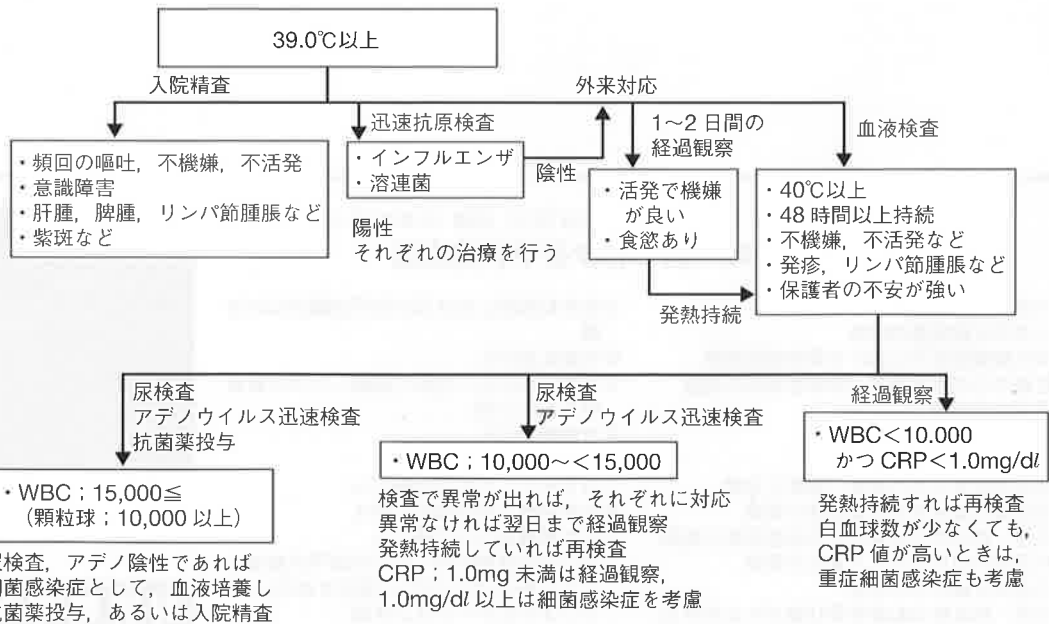 39.0℃以上
入院精査
外来対応
迅速抗原検査
1〜2日間の
経過観察
血液検査
・頻回の嘔吐，不機嫌，不活発
・意識障害
・肝腫，脾腫，リンパ節腫脹など
・紫斑など
・インフルエンザ
・溶連菌
陰性
陽性
それぞれの治療を行う
・活発で機嫌
が良い
・食欲あり
発熱持続
・40℃以上
・48時間以上持続
・不機嫌，不活発など
・発疹，リンパ節腫脹など
・保護者の不安が強い
尿検査
アデノウイルス迅速検査
抗菌薬投与
・WBC；15,000≦
（顆粒球；10,000以上）
検査，アデノ陰性であれば
菌感染症として，血液培養し
菌薬投与，あるいは入院精査
尿検査
アデノウイルス迅速検査
・WBC；10,000〜<15,000
検査で異常が出れば，それぞれに対応
異常なければ翌日まで経過観察
発熱持続していれば再検査
CRP；1.0mg未満は経過観察，
1.0mg/dl以上は細菌感染症を考慮
経過観察
・WBC<10.000
かつCRP<1.0mg/dl
発熱持続すれば再検査
白血球数が少なくても，
CRP値が高いときは，
重症細菌感染症も考慮